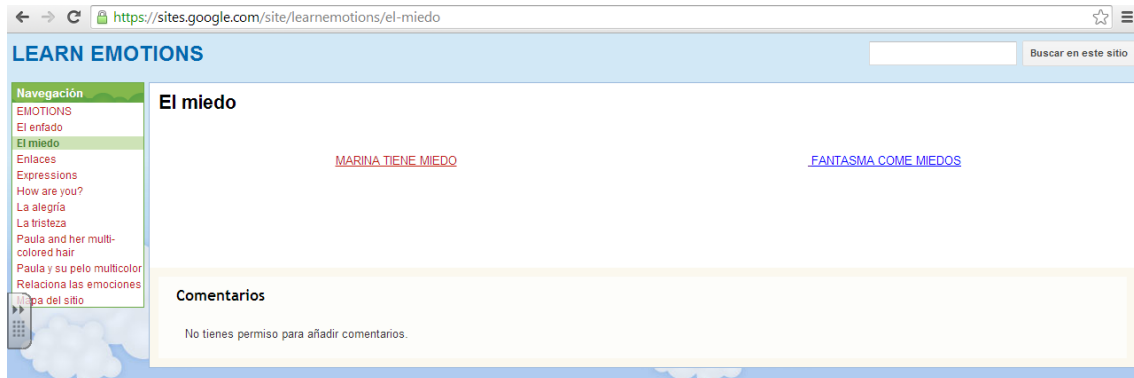 https://sites.google.com/site/learnemotions/el-miedo
LEARN EMOTIONS
Buscar en este sitio
Navegación
EMOTIONS
El enfado
El miedo
Enlaces
Expressions
How are you?
La alegría
La tristeza
Paula and her multi-
colored hair
Paula y su pelo multicolor
Relaciona las emociones
Mapa del sitio
El miedo
MARINA TIENE MIEDO
FANTASMA COME MIEDOS
Comentarios
No tienes permiso para añadir comentarios.